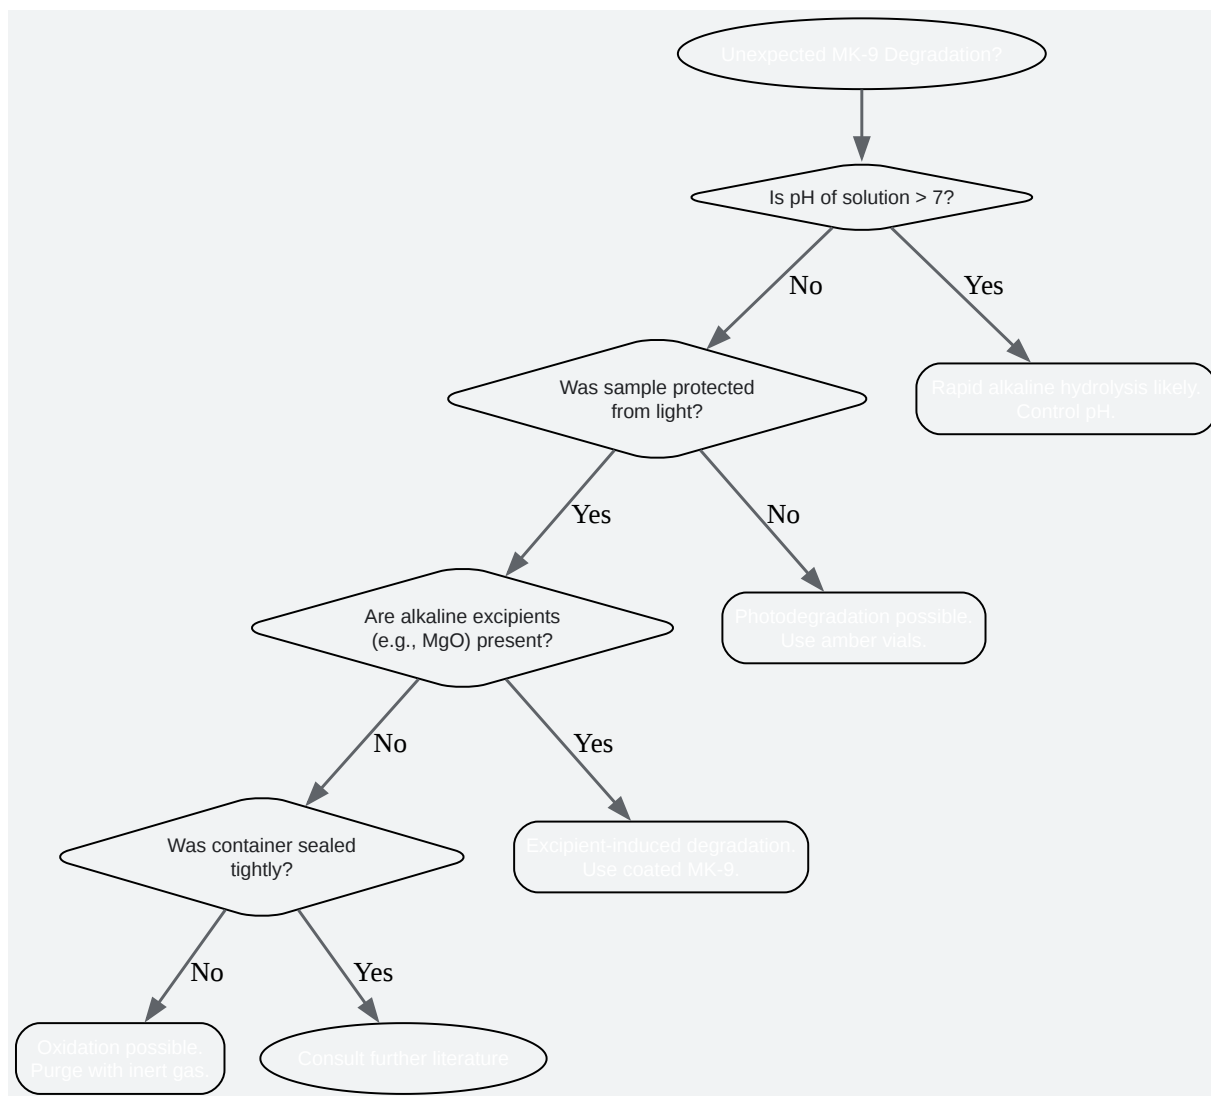 Unexpected MK-9 Degradation?
Is pH of solution > 7?
No
Yes
Was sample protected
from light?
Rapid alkaline hydrolysis likely.
Control pH.
Yes
No
Are alkaline excipients
(e.g., MgO) present?
Photodegradation possible.
Use amber vials.
No
Yes
Was container sealed
tightly?
Excipient-induced degradation.
Use coated MK-9.
No
Yes
Oxidation possible.
Purge with inert gas.
Consult further literature